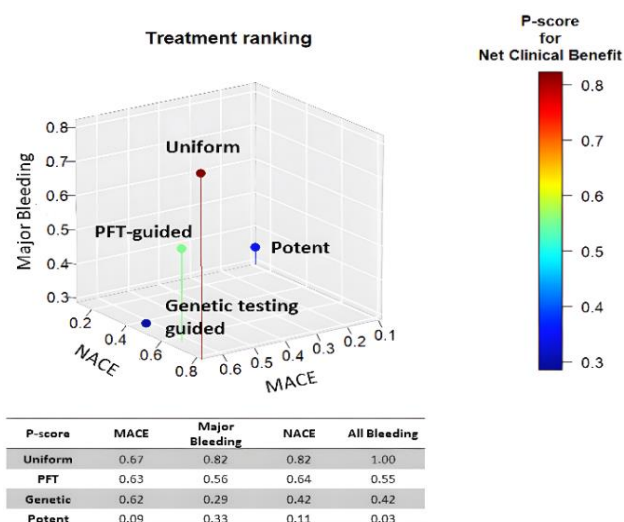 Treatment ranking
P-score
for
Net Clinical Benefit
0.8
0.7
0.6
0.5
0.4
0.3
Major Bleeding
0.8
0.7
0.6
0.5
0.4
0.3
Uniform
PFT-guided
Potent
Genetic testing
guided
0.2
0.4
0.6
0.8
NACE
0.6
0.5
0.4
0.3
0.2
0.1
MACE
P-score MACE Major Bleeding NACE All Bleeding
Uniform 0.67 0.82 0.82 1.00
PFT 0.63 0.56 0.64 0.55
Genetic 0.62 0.29 0.42 0.42
Potent 0.09 0.33 0.11 0.03